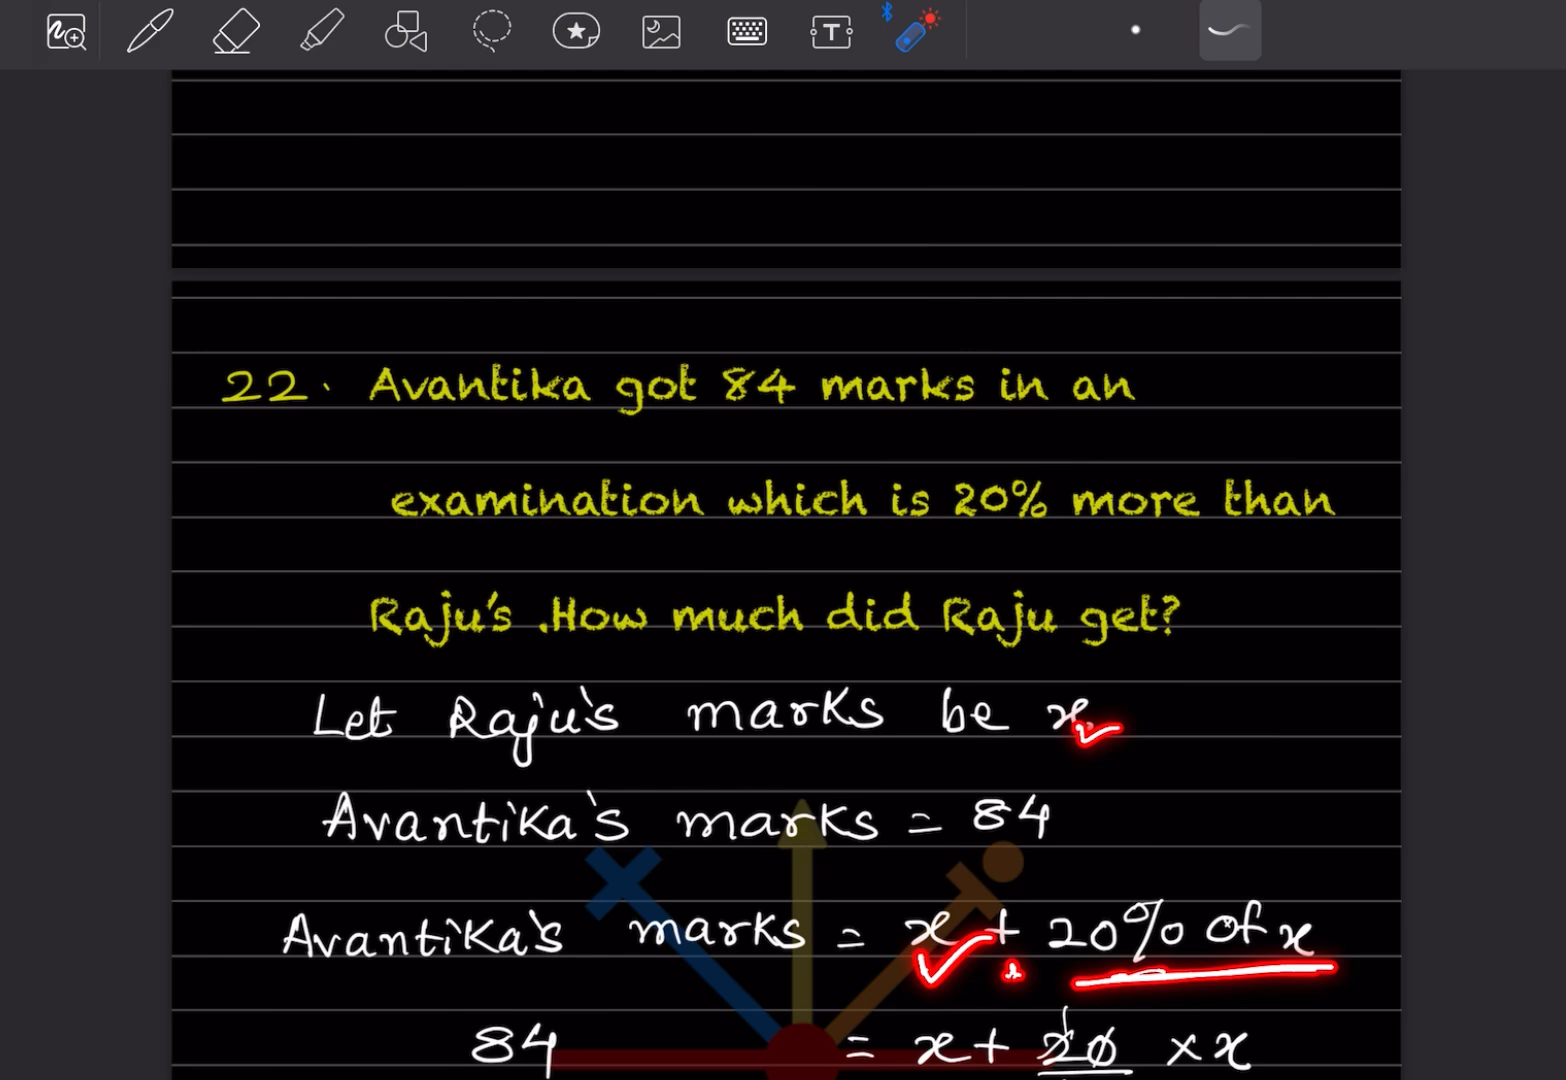 22. Avantika got 84 marks in an
examination which is 20% more than
Raju's .How much did Raju get?
Let Raju's marks be x
Avantika's marks = 84
Avantika's marks = x + 20% of x
84 = x + 20 × x